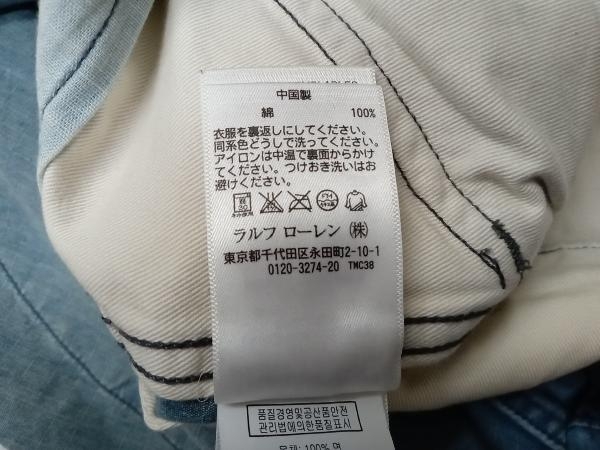 中国製
綿 100%
衣服を裏返しにしてください。
同系色どうしで洗ってください。
アイロンは中温で裏面からかけ
てください。つけおき洗いはお
避けください。
ラルフ ローレン (株)
東京都千代田区永田町2-10-1
0120-3274-20 TMC38
품질경영및공산품안전
관리법에의한품질표시
100% 면